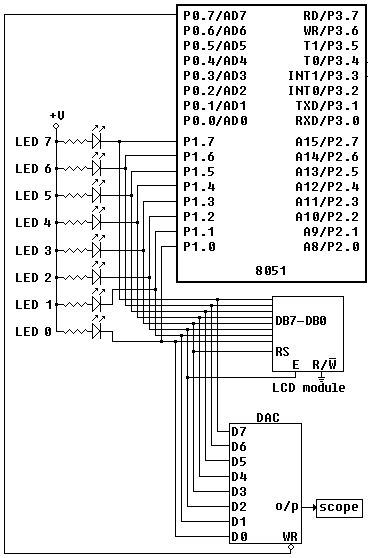 P0.7/AD7 RD/P3.7
P0.6/AD6 WR/P3.6
P0.5/AD5 T1/P3.5
P0.4/AD4 T0/P3.4
P0.3/AD3 INT1/P3.3
P0.2/AD2 INT0/P3.2
P0.1/AD1 TXD/P3.1
P0.0/AD0 RXD/P3.0
+V
LED 7 P1.7 A15/P2.7
LED 6 P1.6 A14/P2.6
LED 5 P1.5 A13/P2.5
LED 4 P1.4 A12/P2.4
LED 3 P1.3 A11/P2.3
LED 2 P1.2 A10/P2.2
LED 1 P1.1 A9/P2.1
LED 0 P1.0 A8/P2.0
8051
DB7-DB0
RS
E R/W̅
LCD module
DAC
D7
D6
D5
D4
D3
D2 o/p scope
D1
D0 WR